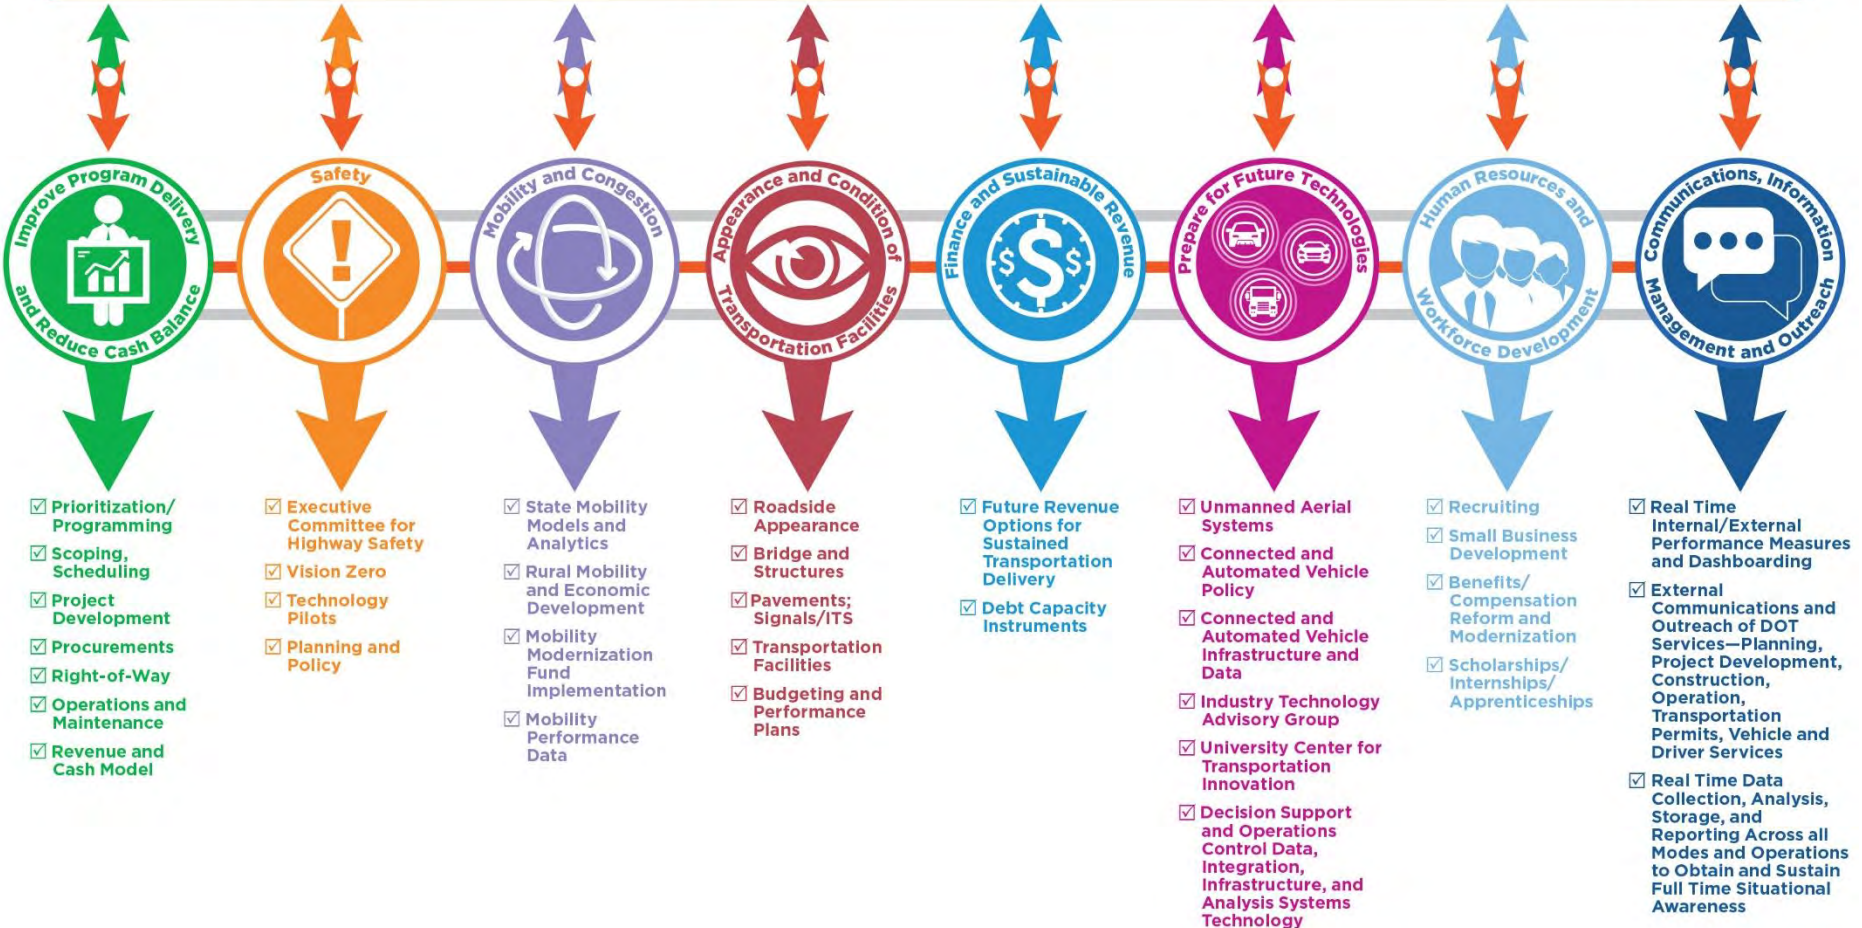 Improve Program Delivery
and Reduce Cash Balance
Safety
Mobility and Congestion
Appearance and Condition of
Transportation Facilities
Finance and Sustainable Revenue
$ $ $
Prepare for Future Technologies
Human Resources and
Workforce Development
Communications, Information
Management and Outreach
Prioritization/
Programming
Scoping,
Scheduling
Project
Development
Procurements
Right-of-Way
Operations and
Maintenance
Revenue and
Cash Model
Executive
Committee for
Highway Safety
Vision Zero
Technology
Pilots
Planning and
Policy
State Mobility
Models and
Analytics
Rural Mobility
and Economic
Development
Mobility
Modernization
Fund
Implementation
Mobility
Performance
Data
Roadside
Appearance
Bridge and
Structures
Pavements;
Signals/ITS
Transportation
Facilities
Budgeting and
Performance
Plans
Future Revenue
Options for
Sustained
Transportation
Delivery
Debt Capacity
Instruments
Unmanned Aerial
Systems
Connected and
Automated Vehicle
Policy
Connected and
Automated Vehicle
Infrastructure and
Data
Industry Technology
Advisory Group
University Center for
Transportation
Innovation
Decision Support
and Operations
Control Data,
Integration,
Infrastructure, and
Analysis Systems
Technology
Recruiting
Small Business
Development
Benefits/
Compensation
Reform and
Modernization
Scholarships/
Internships/
Apprenticeships
Real Time
Internal/External
Performance Measures
and Dashboarding
External
Communications and
Outreach of DOT
Services—Planning,
Project Development,
Construction,
Operation,
Transportation
Permits, Vehicle and
Driver Services
Real Time Data
Collection, Analysis,
Storage, and
Reporting Across all
Modes and Operations
to Obtain and Sustain
Full Time Situational
Awareness